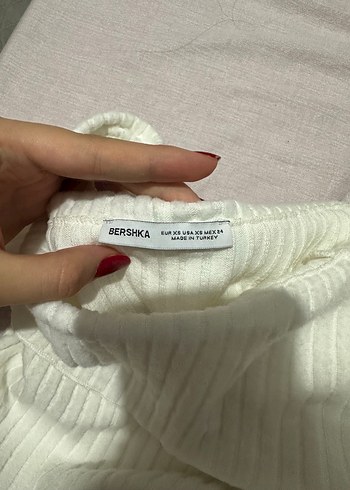 BERSHKA
EUR XS USA XS MEX 24
MADE IN TURKEY